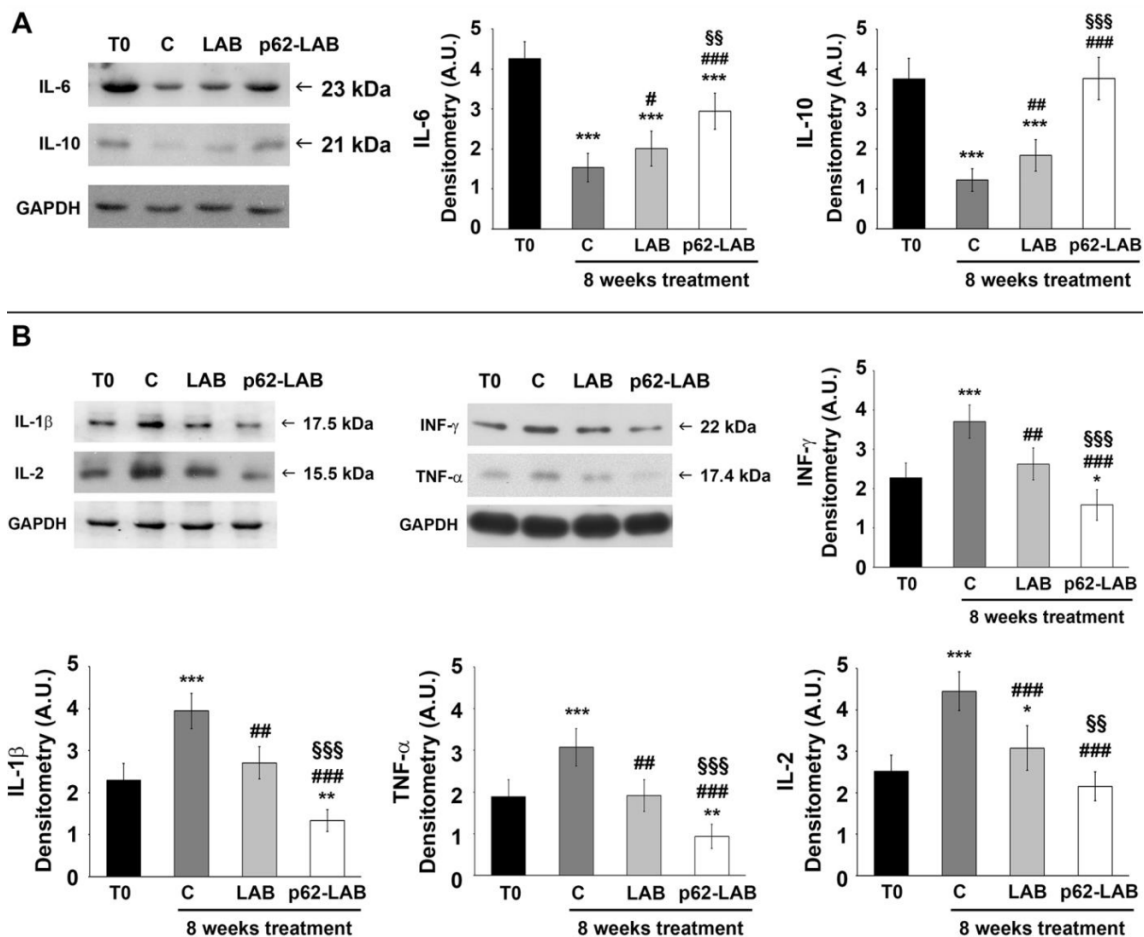 A
T0 C LAB p62-LAB
IL-6 ← 23 kDa
IL-10 ← 21 kDa
GAPDH
IL-6
Densitometry (A.U.)
5
4
3
2
1
0
***
#
***
§§
###
***
T0 C LAB p62-LAB
8 weeks treatment
IL-10
Densitometry (A.U.)
5
4
3
2
1
0
***
##
***
§§§
###
T0 C LAB p62-LAB
8 weeks treatment
B
T0 C LAB p62-LAB
IL-1β ← 17.5 kDa
IL-2 ← 15.5 kDa
GAPDH
T0 C LAB p62-LAB
INF-γ ← 22 kDa
TNF-α ← 17.4 kDa
GAPDH
INF-γ
Densitometry (A.U.)
5
4
3
2
1
0
***
##
§§§
###
*
T0 C LAB p62-LAB
8 weeks treatment
IL-1β
Densitometry (A.U.)
5
4
3
2
1
0
***
##
§§§
###
**
T0 C LAB p62-LAB
8 weeks treatment
TNF-α
Densitometry (A.U.)
5
4
3
2
1
0
***
##
§§§
###
**
T0 C LAB p62-LAB
8 weeks treatment
IL-2
Densitometry (A.U.)
5
4
3
2
1
0
***
###
*
§§
###
T0 C LAB p62-LAB
8 weeks treatment